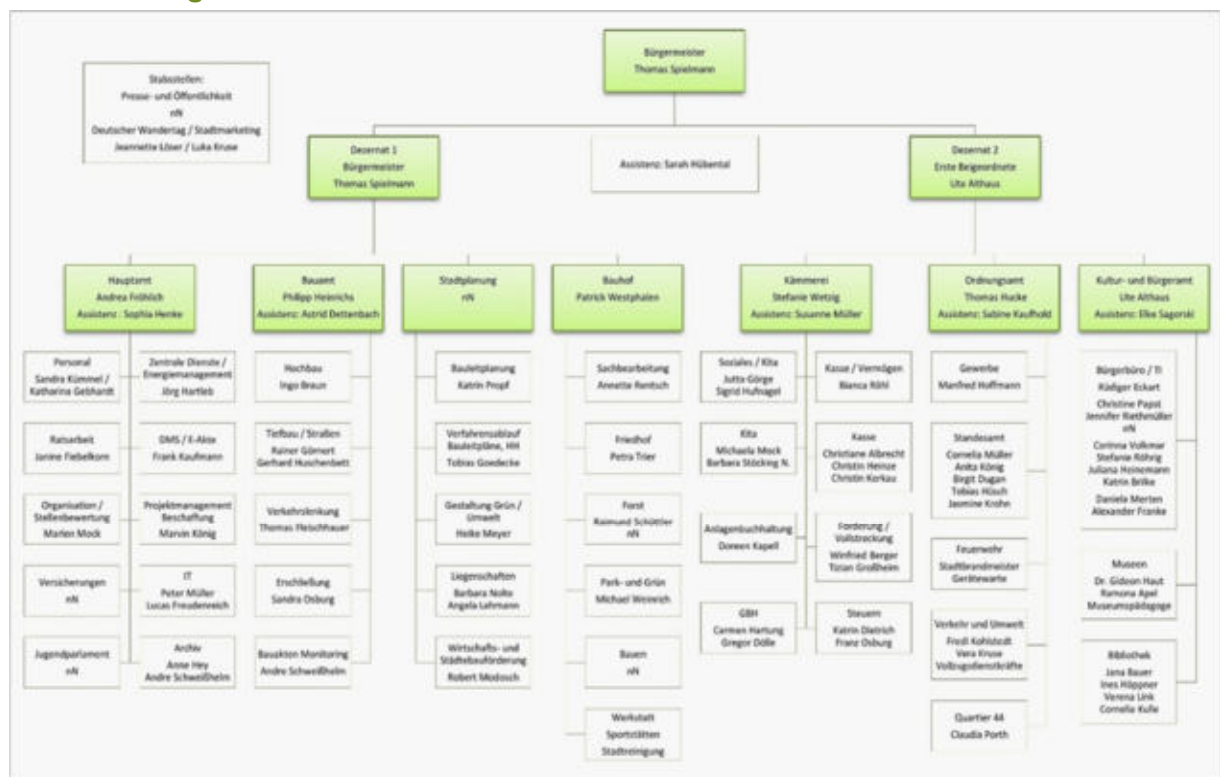 Bürgermeister
Thomas Spielmann
Stabsstellen:
Presse- und Öffentlichkeit
nN
Deutscher Wandertag / Stadtmarketing
Jeannette Löser / Luka Kruse
Dezernat 1
Bürgermeister
Thomas Spielmann
Assistenz: Sarah Hübental
Dezernat 2
Erste Beigeordnete
Ute Althaus
Hauptamt
Andrea Fröhlich
Assistenz : Sophia Henke
Personal
Sandra Kümmel /
Katharina Gebhardt
Zentrale Dienste /
Energiemanagement
Jörg Hartleb
Ratsarbeit
Janine Fiebelkorn
DMS / E-Akte
Frank Kaufmann
Organisation /
Stellenbewertung
Marlen Mock
Projektmanagement
Beschaffung
Marvin König
Versicherungen
nN
IT
Peter Müller
Lucas Freudenreich
Jugendparlament
nN
Archiv
Anne Hey
Andre Schweißhelm
Bauamt
Philipp Heinrichs
Assistenz: Astrid Dettenbach
Hochbau
Ingo Braun
Tiefbau / Straßen
Rainer Görnert
Gerhard Huschenbett
Verkehrslenkung
Thomas Fleischhauer
Erschließung
Sandra Osburg
Bauakten Monitoring
Andre Schweißhelm
Stadtplanung
nN
Bauleitplanung
Katrin Propf
Verfahrensablauf
Bauleitpläne, HH
Tobias Goedecke
Gestaltung Grün /
Umwelt
Heike Meyer
Liegenschaften
Barbara Nolte
Angela Lehmann
Wirtschafts- und
Städtebauförderung
Robert Modosch
Bauhof
Patrick Westphalen
Sachbearbeitung
Annette Rentsch
Friedhof
Petra Trier
Forst
Raimund Schüttler
nN
Park- und Grün
Michael Weinrich
Bauen
nN
Werkstatt
Sportstätten
Stadtreinigung
Kämmerei
Stefanie Wetzig
Assistenz: Susanne Müller
Soziales / Kita
Jutta Görge
Sigrid Hufnagel
Kasse / Vermögen
Bianca Röhl
Kita
Michaela Mock
Barbara Stöcking N.
Kasse
Christiane Albrecht
Christin Heinze
Christin Kerkau
Anlagenbuchhaltung
Doreen Kapell
Forderung /
Vollstreckung
Winfried Berger
Tizian Großheim
GBH
Carmen Hartung
Gregor Dölle
Steuern
Katrin Dietrich
Franz Osburg
Ordnungsamt
Thomas Hucke
Assistenz: Sabine Kaufhold
Gewerbe
Manfred Hoffmann
Standesamt
Cornelia Müller
Anita König
Birgit Dugan
Tobias Hüsch
Jasmine Krohn
Feuerwehr
Stadtbrandmeister
Gerätewarte
Verkehr und Umwelt
Fredi Kohlstedt
Vera Kruse
Vollzugsdienstkräfte
Quartier 44
Claudia Porth
Kultur- und Bürgeramt
Ute Althaus
Assistenz: Elke Sagorski
Bürgerbüro / TI
Rüdiger Eckart
Christine Papst
Jennifer Riethmüller
nN
Corinna Volkmar
Stefanie Röhrig
Juliana Heinemann
Katrin Brilke
Daniela Merten
Alexander Franke
Museen
Dr. Gideon Haut
Ramona Apel
Museumspädagoge
Bibliothek
Jana Bauer
Ines Höppner
Verena Link
Cornelia Kulle